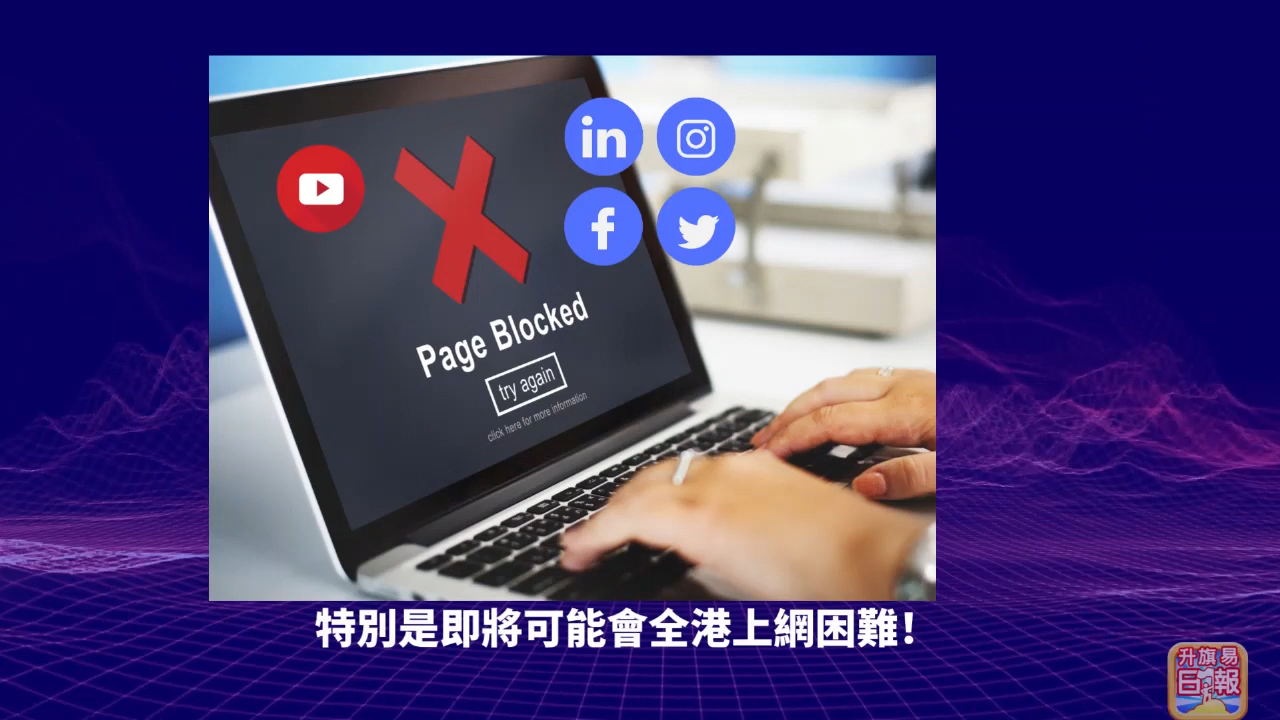 in
f
Page Blocked
try again
click here for more information
特別是即將可能會全港上網困難！
升旗易
日報